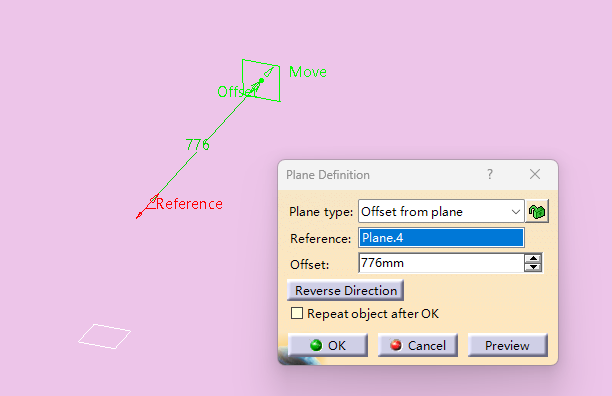 Move
Offset
776
Reference
Plane Definition
?
Plane type: Offset from plane
Reference: Plane.4
Offset: 776mm
Reverse Direction
Repeat object after OK
OK Cancel Preview